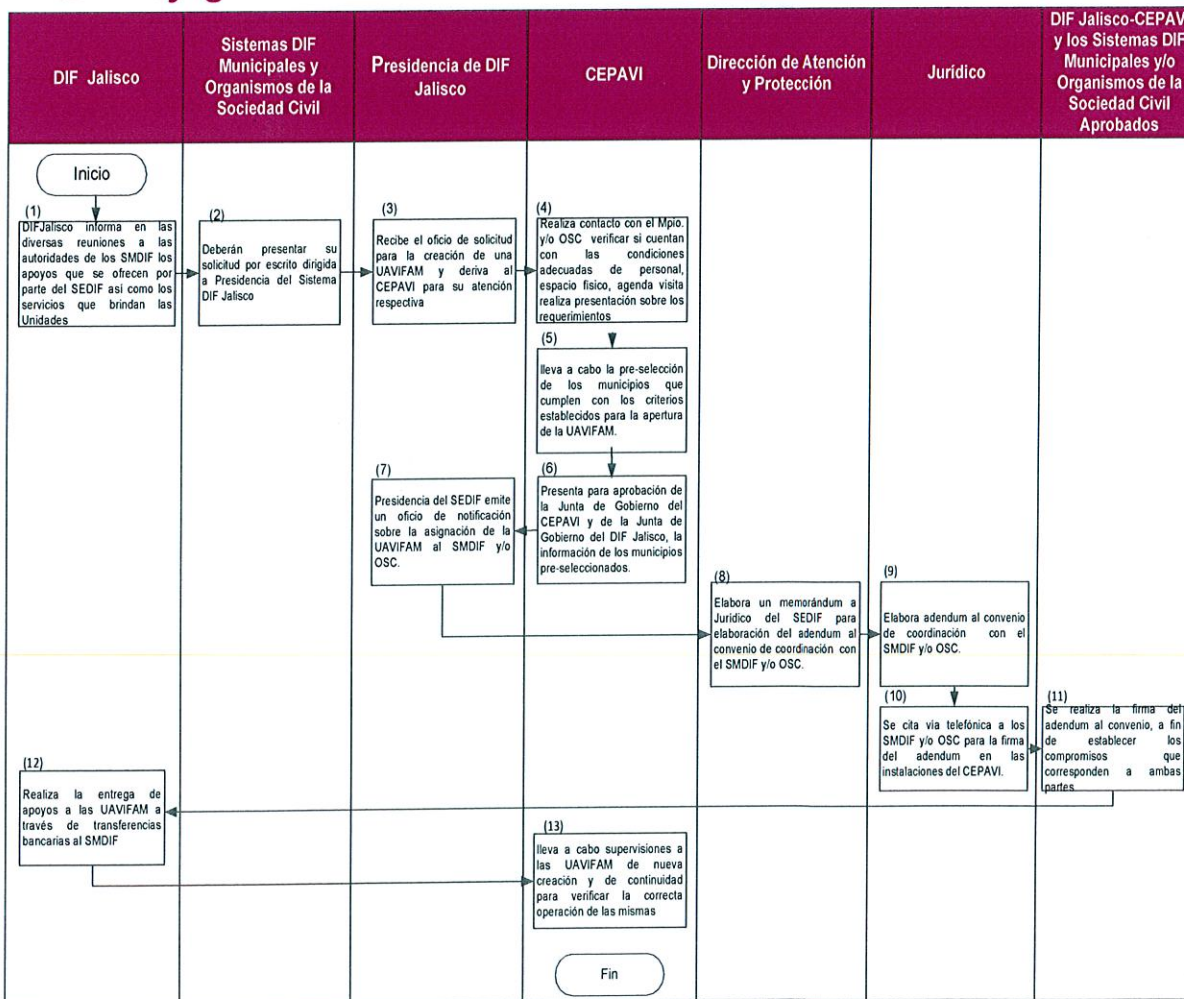 DIF Jalisco
Sistemas DIF
Municipales y
Organismos de la
Sociedad Civil
Presidencia de DIF
Jalisco
CEPAVI
Dirección de Atención
y Protección
Jurídico
DIF Jalisco-CEPAV
y los Sistemas DIF
Municipales y/o
Organismos de la
Sociedad Civil
Aprobados
Inicio
(1)
DIFJalisco informa en las
diversas reuniones a las
autoridades de los SMDIF los
apoyos que se ofrecen por
parte del SEDIF así como los
servicios que brindan las
Unidades
(2)
Deberán presentar su
solicitud por escrito dirigida
a Presidencia del Sistema
DIF Jalisco
(3)
Recibe el oficio de solicitud
para la creación de una
UAVIFAM y deriva al
CEPAVI para su atención
respectiva
(4)
Realiza contacto con el Mpio.
y/o OSC verificar si cuentan
con las condiciones
adecuadas de personal,
espacio físico, agenda visita
realiza presentación sobre los
requerimientos
(5)
lleva a cabo la pre-selección
de los municipios que
cumplen con los criterios
establecidos para la apertura
de la UAVIFAM.
(6)
Presenta para aprobación de
la Junta de Gobierno del
CEPAVI y de la Junta de
Gobierno del DIF Jalisco, la
información de los municipios
pre-seleccionados.
(7)
Presidencia del SEDIF emite
un oficio de notificación
sobre la asignación de la
UAVIFAM al SMDIF y/o
OSC.
(8)
Elabora un memorándum a
Jurídico del SEDIF para
elaboración del adendum al
convenio de coordinación con
el SMDIF y/o OSC.
(9)
Elabora adendum al convenio
de coordinación con el
SMDIF y/o OSC.
(10)
Se cita vía telefónica a los
SMDIF y/o OSC para la firma
del adendum en las
instalaciones del CEPAVI.
(11)
Se realiza la firma del
adendum al convenio, a fin
de establecer los
compromisos que
corresponden a ambas
partes
(12)
Realiza la entrega de
apoyos a las UAVIFAM a
través de transferencias
bancarias al SMDIF
(13)
lleva a cabo supervisiones a
las UAVIFAM de nueva
creación y de continuidad
para verificar la correcta
operación de las mismas
Fin